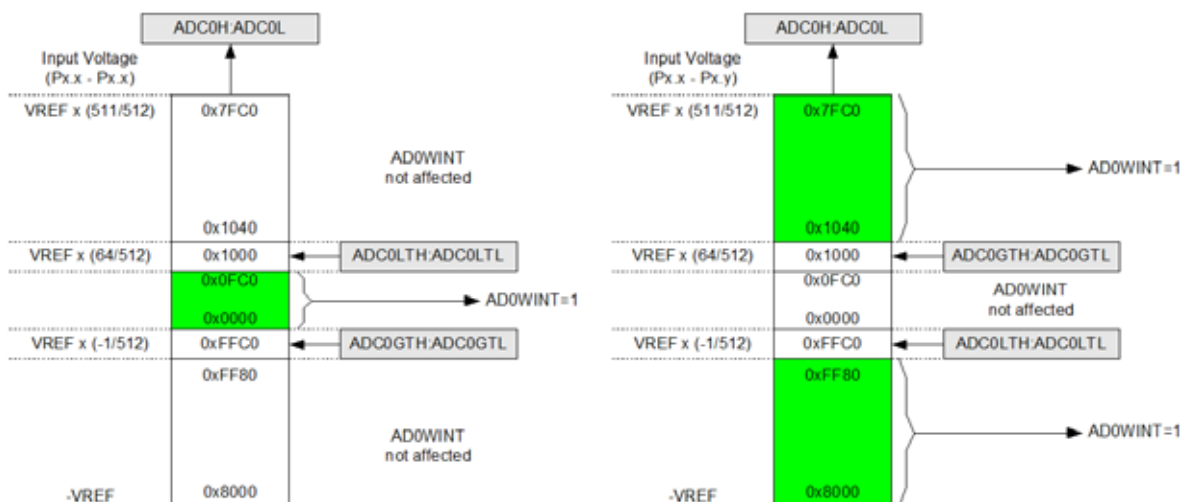 ADC0H:ADC0L
Input Voltage
(Px.x - Px.x)
VREF x (511/512)
0x7FC0
AD0WINT
not affected
0x1040
VREF x (64/512)
0x1000
ADC0LTH:ADC0LTL
0x0FC0
AD0WINT=1
0x0000
VREF x (-1/512)
0xFFC0
ADC0GTH:ADC0GTL
0xFF80
AD0WINT
not affected
-VREF
0x8000
ADC0H:ADC0L
Input Voltage
(Px.x - Px.y)
VREF x (511/512)
0x7FC0
AD0WINT=1
0x1040
VREF x (64/512)
0x1000
ADC0GTH:ADC0GTL
0x0FC0
AD0WINT
not affected
0x0000
VREF x (-1/512)
0xFFC0
ADC0LTH:ADC0LTL
0xFF80
AD0WINT=1
-VREF
0x8000